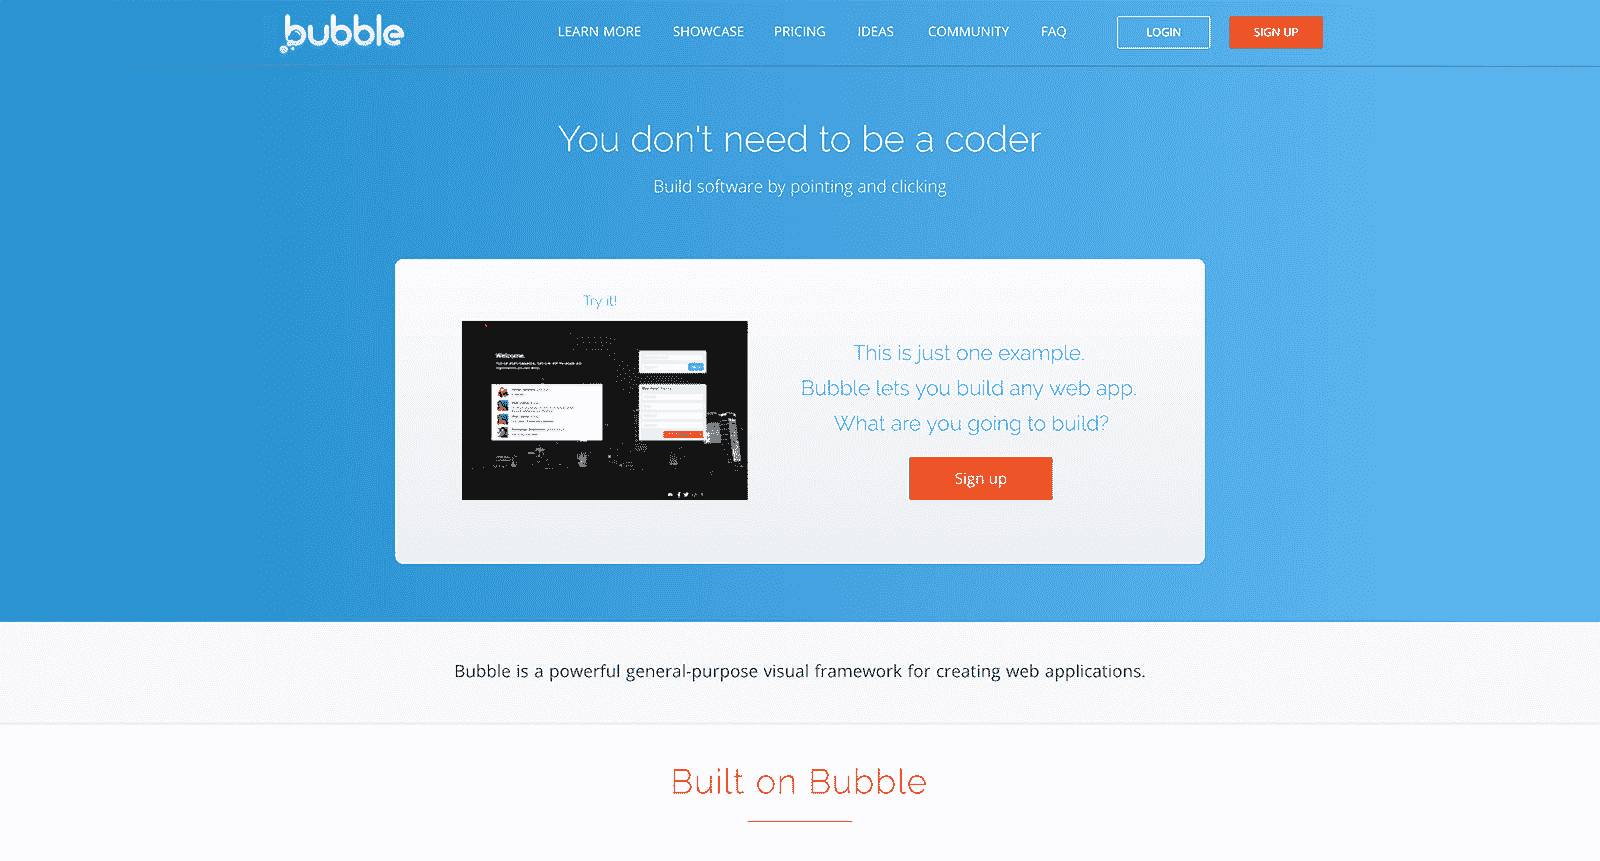 bubble
LEARN MORE
SHOWCASE
PRICING
IDEAS
COMMUNITY
FAQ
LOGIN
SIGN UP
You don't need to be a coder
Build software by pointing and clicking
Try it!
Welcome.
This is just one example.
Bubble lets you build any web app.
What are you going to build?
Sign up
Bubble is a powerful general-purpose visual framework for creating web applications.
Built on Bubble